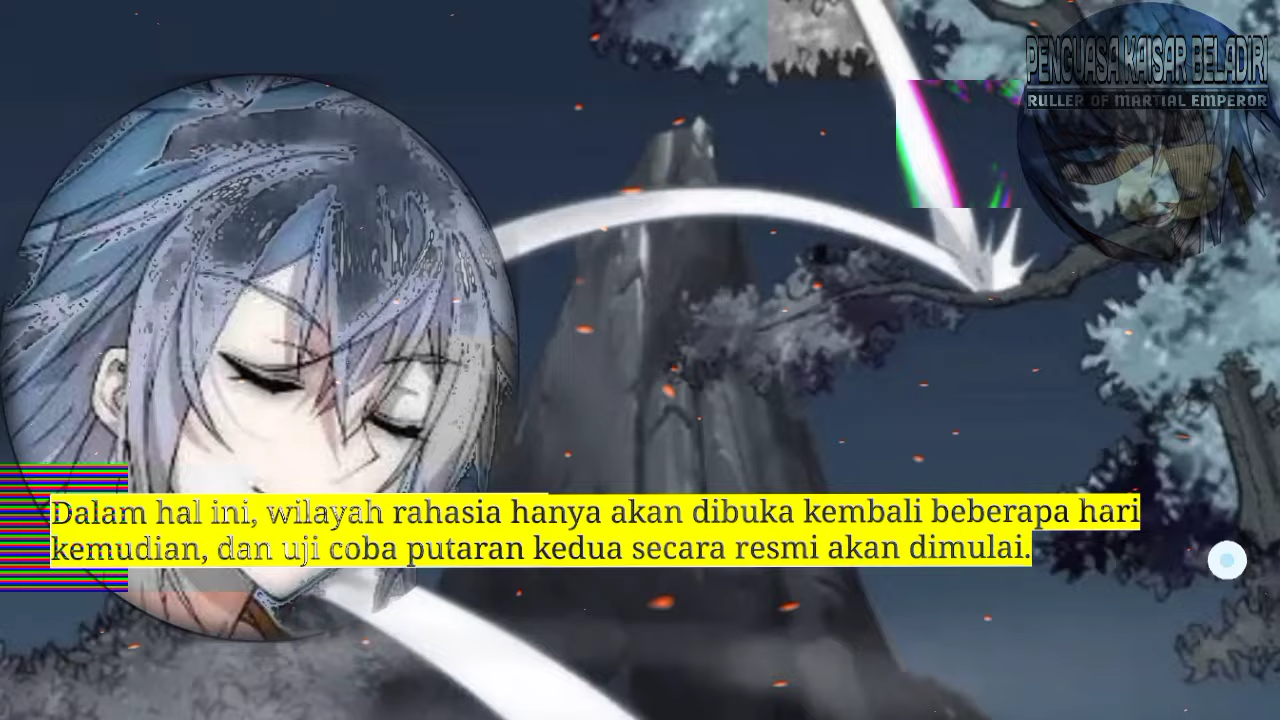 PENGUASA KAISAR BELADIRI
RULLER OF MARTIAL EMPEROR
Dalam hal ini, wilayah rahasia hanya akan dibuka kembali beberapa hari
kemudian, dan uji coba putaran kedua secara resmi akan dimulai.